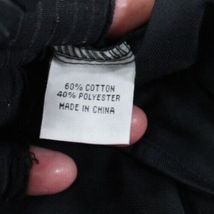 60% COTTON
40% POLYESTER
MADE IN CHINA